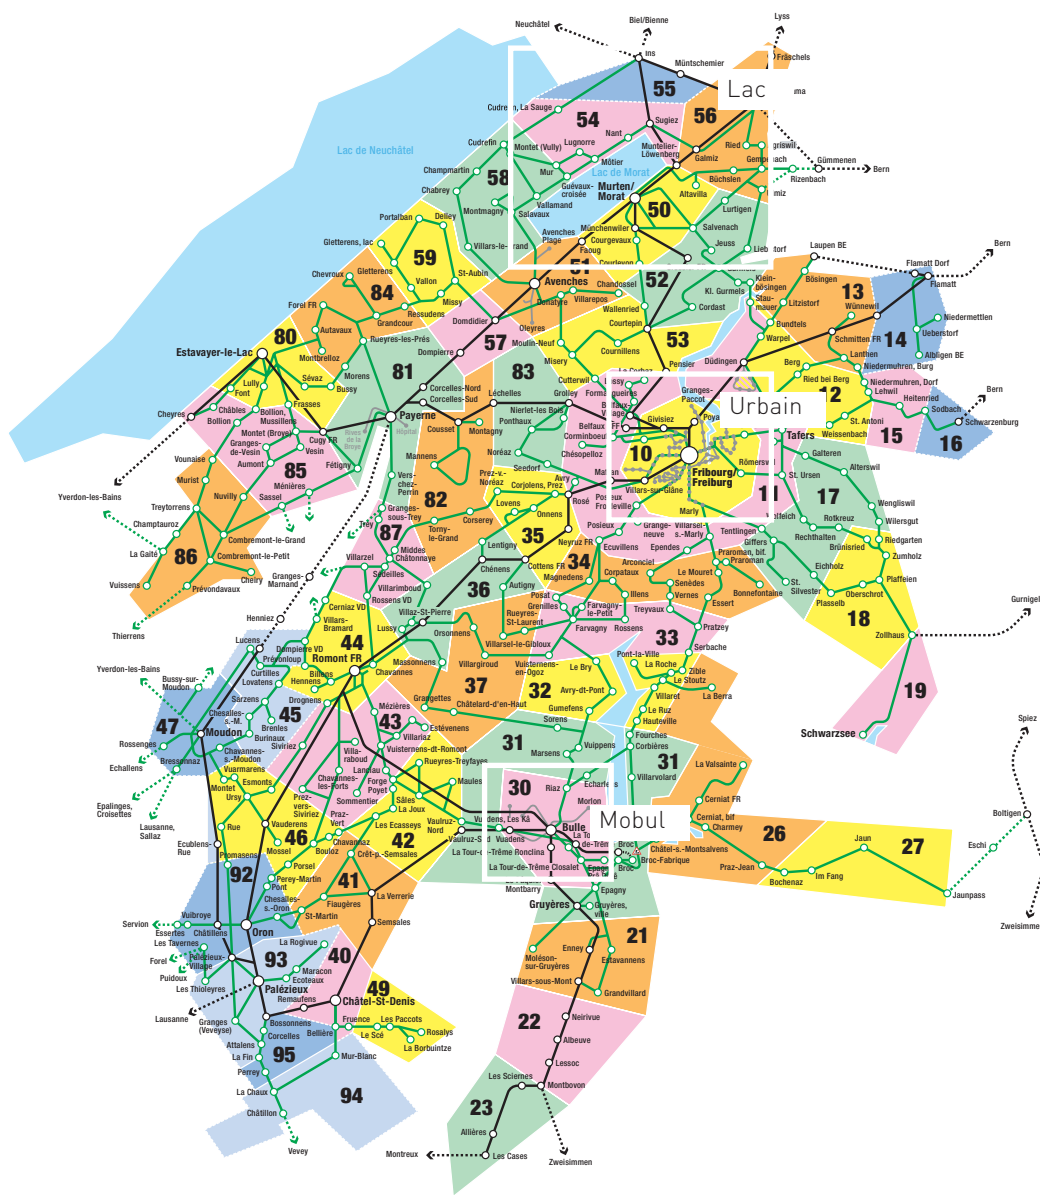 Neuchâtel
Biel/Bienne
Lyss
Ins
Müntschemier
Fräschels
55
Lac
Cudrefin, La Sauge
54
56
Sugiez
Lac de Neuchâtel
Cudrefin
Montet (Vully)
Lugnorre
Nant
Muntelier-
Löwenberg
Galmiz
Ried
Gümmenen
Bern
Rizenbach
Champmartin
58
Mur
Môtier
Lac de Morat
Büchslen
Chabrey
Guévaux-
croisée
Murten/
Morat
Altavilla
Vallamand
Montmagny
Salavaux
50
Lurtigen
Portalban
Delley
Avenches
Plage
Münchenwiler
Salvenach
Gletterens, lac
Villars-le-Grand
Faoug
Courgevaux
Jeuss
Laupen BE
Bern
59
51
Courlevon
Flamatt Dorf
Flamatt
Chevroux
Gletterens
St-Aubin
Avenches
Chandossel
52
Kl. Gurmels
Klein-
bösingen
Bösingen
13
84
Vallon
Missy
Donatyre
Villarepos
Wallenried
Cordast
Stau-
mauer
Litzistorf
Wünnewil
14
Niedermettlen
Forel FR
Ressudens
Grandcour
Domdidier
Oleyres
Courtepin
Bundtels
Ueberstorf
80
Autavaux
Rueyres-les-Prés
57
Moulin-Neuf
Cournillens
53
Warpel
Schmitten FR
Albligen BE
Estavayer-le-Lac
Montbrelloz
81
Dompierre
83
Misery
Pensier
Düdingen
Berg
Lanthen
Niedermuhren, Burg
Lully
Font
Sévaz
Bussy
Morens
Corcelles-Nord
Corcelles-Sud
Léchelles
Cutterwil
Grolley
Granges-
Paccot
Ried bei Berg
12
Niedermuhren, Dorf
Bern
Cheyres
Châbles
Bollion
Frasses
Bollion,
Mussillens
Payerne
Nierlet-les Bois
Urbain
Lehwil
Heitenried
Sodbach
Montet (Broye)
Granges-
de-Vesin
Cugy FR
Vesin
Rives
de la
Broye
Hôpital
Cousset
Montagny
Ponthaux
Belfaux
Givisiez
Tafers
Weissenbach
St. Antoni
15
16
Schwarzenburg
Vounaise
Aumont
85
Fétigny
Mannens
Noréaz
Corminboeuf
Chésopelloz
10
Galteren
Murist
Ménières
Vers-
chez-
Perrin
Seedorf
Fribourg/
Freiburg
Römerswil
Alterswil
Yverdon-les-Bains
Nuvilly
Sassel
82
Prez-v.-
Noréaz
Corjolens, Prez
Avry
Villars-sur-Glâne
11
St. Ursen
17
Treytorrens
Granges-
sous-Trey
Lovens
Rosé
Marly
Wengliswil
Champtauroz
Trey
Torny-
le-Grand
Corserey
Onnens
35
Posieux
Froideville
Rotkreuz
Wilersgut
La Gaité
86
Combremont-le-Grand
87
Neyruz FR
Posieux
Grange-
neuve
Villarsel-
s.-Marly
Tentlingen
Rechthalten
Brünisried
Riedgarten
Combremont-le-Petit
Villarzel
Middes
Châtonnaye
Lentigny
Cottens FR
34
Ecuvillens
Ependes
Giffers
Zumholz
Vuissens
Cheiry
Prévondavaux
Granges-
Marnand
Sédeilles
Chénens
Magnedens
Arconciel
Praroman, bif.
Praroman
Eichholz
Plaffeien
Villarimboud
36
Autigny
Corpataux
Le Mouret
St.
Silvester
Oberschrot
Thierrens
Henniez
Cerniaz VD
Rossens VD
Posat
Grenilles
Illens
Senèdes
Vernes
Essert
Bonnefontaine
Plasselb
Villars-
Bramard
Villaz-St-Pierre
Rueyres-
St-Laurent
Farvagny-
le-Petit
Treyvaux
18
Gurnigel
Lucens
Dompierre VD
44
Lussy
Orsonnens
Villarsel-le-Gibloux
Farvagny
Rossens
33
Pratzey
Zollhaus
Yverdon-les-Bains
Prévonloup
Romont FR
Serbache
Bussy-sur-
Moudon
Curtilles
Lovatens
Billens
Hennens
Chavannes
Massonnens
Villargiroud
Vuisternens-
en-Ogoz
Le Bry
Pont-la-Ville
La Roche
Zible
Le Stoutz
19
Sarzens
Drognens
Grangettes
37
32
Avry-dt-Pont
Villaret
La Berra
47
45
Mézières
Châtelard-d'en-Haut
Gumefens
Le Ruz
Chesalles-
s.-M.
Brenles
Burinaux
43
Estévenens
Sorens
Hauteville
Schwarzsee
Spiez
Rossenges
Moudon
Siviriez
Villa-
raboud
Villariaz
31
Fourches
Corbières
Echallens
Bressonnaz
Chavannes-
s.-Moudon
Vuisternens-dt-Romont
Marsens
Vuippens
31
Vuarmarens
Chavannes-
les-Forts
Rueyres-Treyfayes
Villarvolard
La Valsainte
Montet
Ursy
Esmonts
Prez-
vers-
Siviriez
Forge
Poyet
Maules
30
Riaz
Echarlens
Epalinges,
Croisettes
Sommentier
Sâles
La Joux
Morlon
Cerniat FR
Boltigen
Lausanne,
Sallaz
Rue
Vauderens
Praz-
Vert
Les Ecasseys
Vaulruz-
Nord
Bulle
Mobul
Cerniat, bif
Charmey
Ecublens-
Rue
46
Mossel
Bouloz
Chavannaz
42
Vaulruz-Sud
Vuadens
26
Jaun
27
Eschi
Promasens
Crêt-p.-Semsales
La Tour-de-Trême Ronclina
Broc-Fabrique
Châtel-s.-Montsalvens
92
Porsel
La Tour-de-Trême Closalet
Broc
Praz-Jean
Im Fang
Perey-Martin
Pont
41
La Verrerie
Montbarry
Epagny
Bochenaz
Jaunpass
Chesalles-
s.-Oron
Fiaugères
Gruyères
Gruyères,
ville
Servion
Vuibroye
St-Martin
Semsales
21
Zweisimmen
Essertes
Châtillens
Oron
Enney
Les Tavernes
La Rogivue
Moléson-
sur-Gruyères
Estavannens
Forel
Palézieux-
Village
93
40
Puidoux
Maracon
Ecoteaux
Villars-sous-Mont
Grandvillard
Les Thioleyres
Palézieux
49
Lausanne
Remaufens
Châtel-St-Denis
22
Neirivue
Granges
(Veveyse)
Bossonnens
Fruence
Les Paccots
Corcelles
Bellière
Le Scé
Rosalys
Albeuve
Attalens
95
La Borbuintze
La Fin
Mur-Blanc
Lessoc
Perrey
Les Sciernes
Montbovon
La Chaux
94
23
Châtillon
Allières
Vevey
Montreux
Les Cases
Zweisimmen